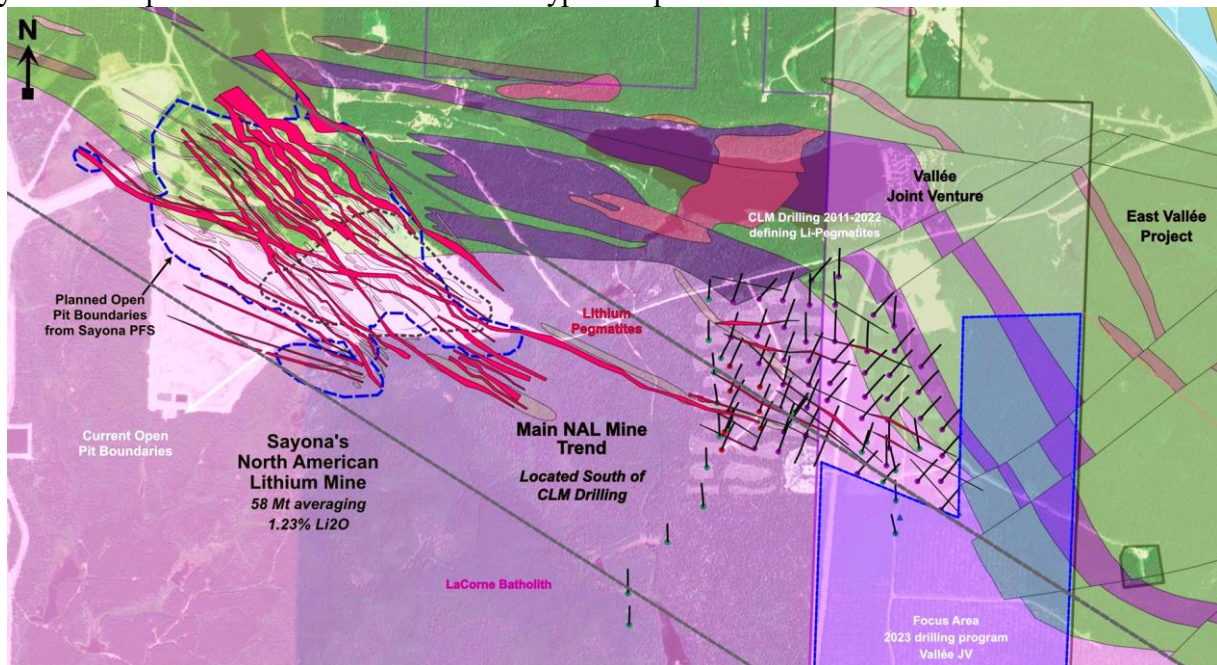 N
Vallée
Joint Venture
CLM Drilling 2011-2022
defining Li-Pegmatites
East Vallée
Project
Planned Open
Pit Boundaries
from Sayona PFS
Lithium
Pegmatites
Current Open
Pit Boundaries
Sayona's
North American
Lithium Mine
58 Mt averaging
1.23% Li2O
Main NAL Mine
Trend
Located South of
CLM Drilling
LaCorne Batholith
Focus Area
2023 drilling program
Vallée JV